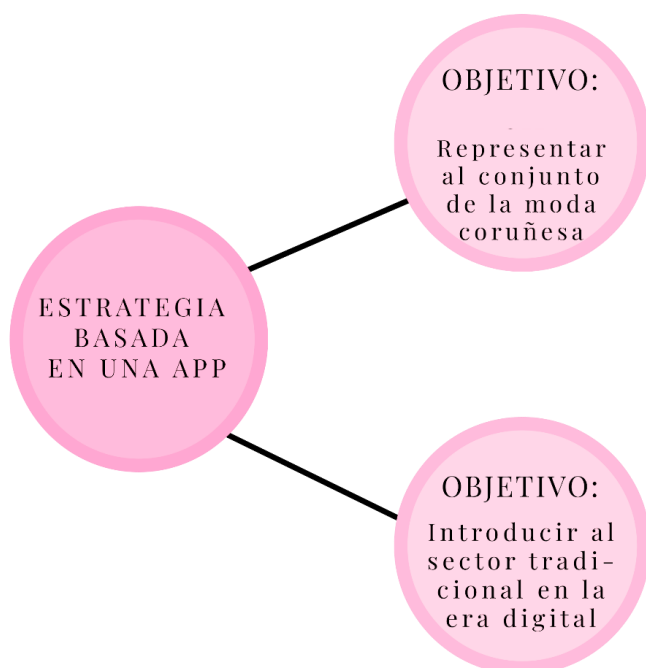 ESTRATEGIA
BASADA
EN UNA APP
OBJETIVO:
Representar
al conjunto
de la moda
coruñesa
OBJETIVO:
Introducir al
sector tradi-
cional en la
era digital